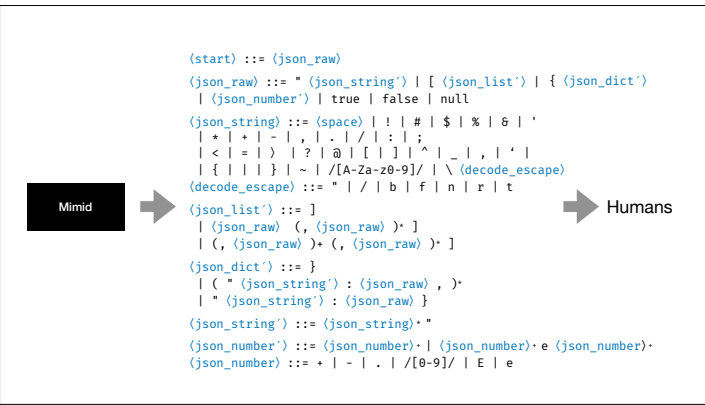 ⟨start⟩ ::= ⟨json_raw⟩
⟨json_raw⟩ ::= " ⟨json_string′⟩ | [ ⟨json_list′⟩ | { ⟨json_dict′⟩
| ⟨json_number′⟩ | true | false | null
⟨json_string⟩ ::= ⟨space⟩ | ! | # | $ | % | & | '
| * | + | - | , | . | / | : | ;
| < | = | ⟩ | ? | @ | [ | ] | ^ | _ | , | ‘ |
| { | | | } | ~ | /[A-Za-z0-9]/ | \ ⟨decode_escape⟩
⟨decode_escape⟩ ::= " | / | b | f | n | r | t
⟨json_list′⟩ ::= ]
| ⟨json_raw⟩ (, ⟨json_raw⟩ )* ]
| (, ⟨json_raw⟩ )+ (, ⟨json_raw⟩ )* ]
⟨json_dict′⟩ ::= }
| ( " ⟨json_string′⟩ : ⟨json_raw⟩ , )*
| " ⟨json_string′⟩ : ⟨json_raw⟩ }
⟨json_string′⟩ ::= ⟨json_string⟩* "
⟨json_number′⟩ ::= ⟨json_number⟩+ | ⟨json_number⟩+ e ⟨json_number⟩+
⟨json_number⟩ ::= + | - | . | /[0-9]/ | E | e
Mimid
Humans